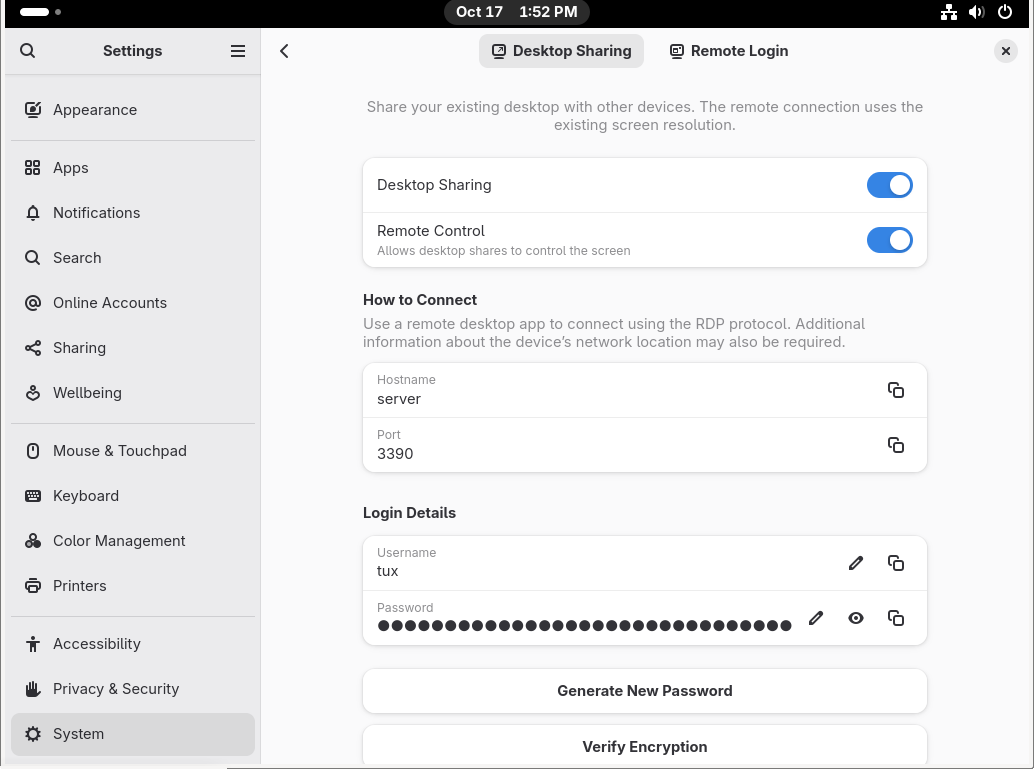 Oct 17 1:52 PM
Settings
Desktop Sharing
Remote Login
Appearance
Apps
Notifications
Search
Online Accounts
Sharing
Wellbeing
Mouse & Touchpad
Keyboard
Color Management
Printers
Accessibility
Privacy & Security
System
Share your existing desktop with other devices. The remote connection uses the
existing screen resolution.
Desktop Sharing
Remote Control
Allows desktop shares to control the screen
How to Connect
Use a remote desktop app to connect using the RDP protocol. Additional
information about the device’s network location may also be required.
Hostname
server
Port
3390
Login Details
Username
tux
Password
●●●●●●●●●●●●●●●●●●●●●●●●●●●●●●●
Generate New Password
Verify Encryption